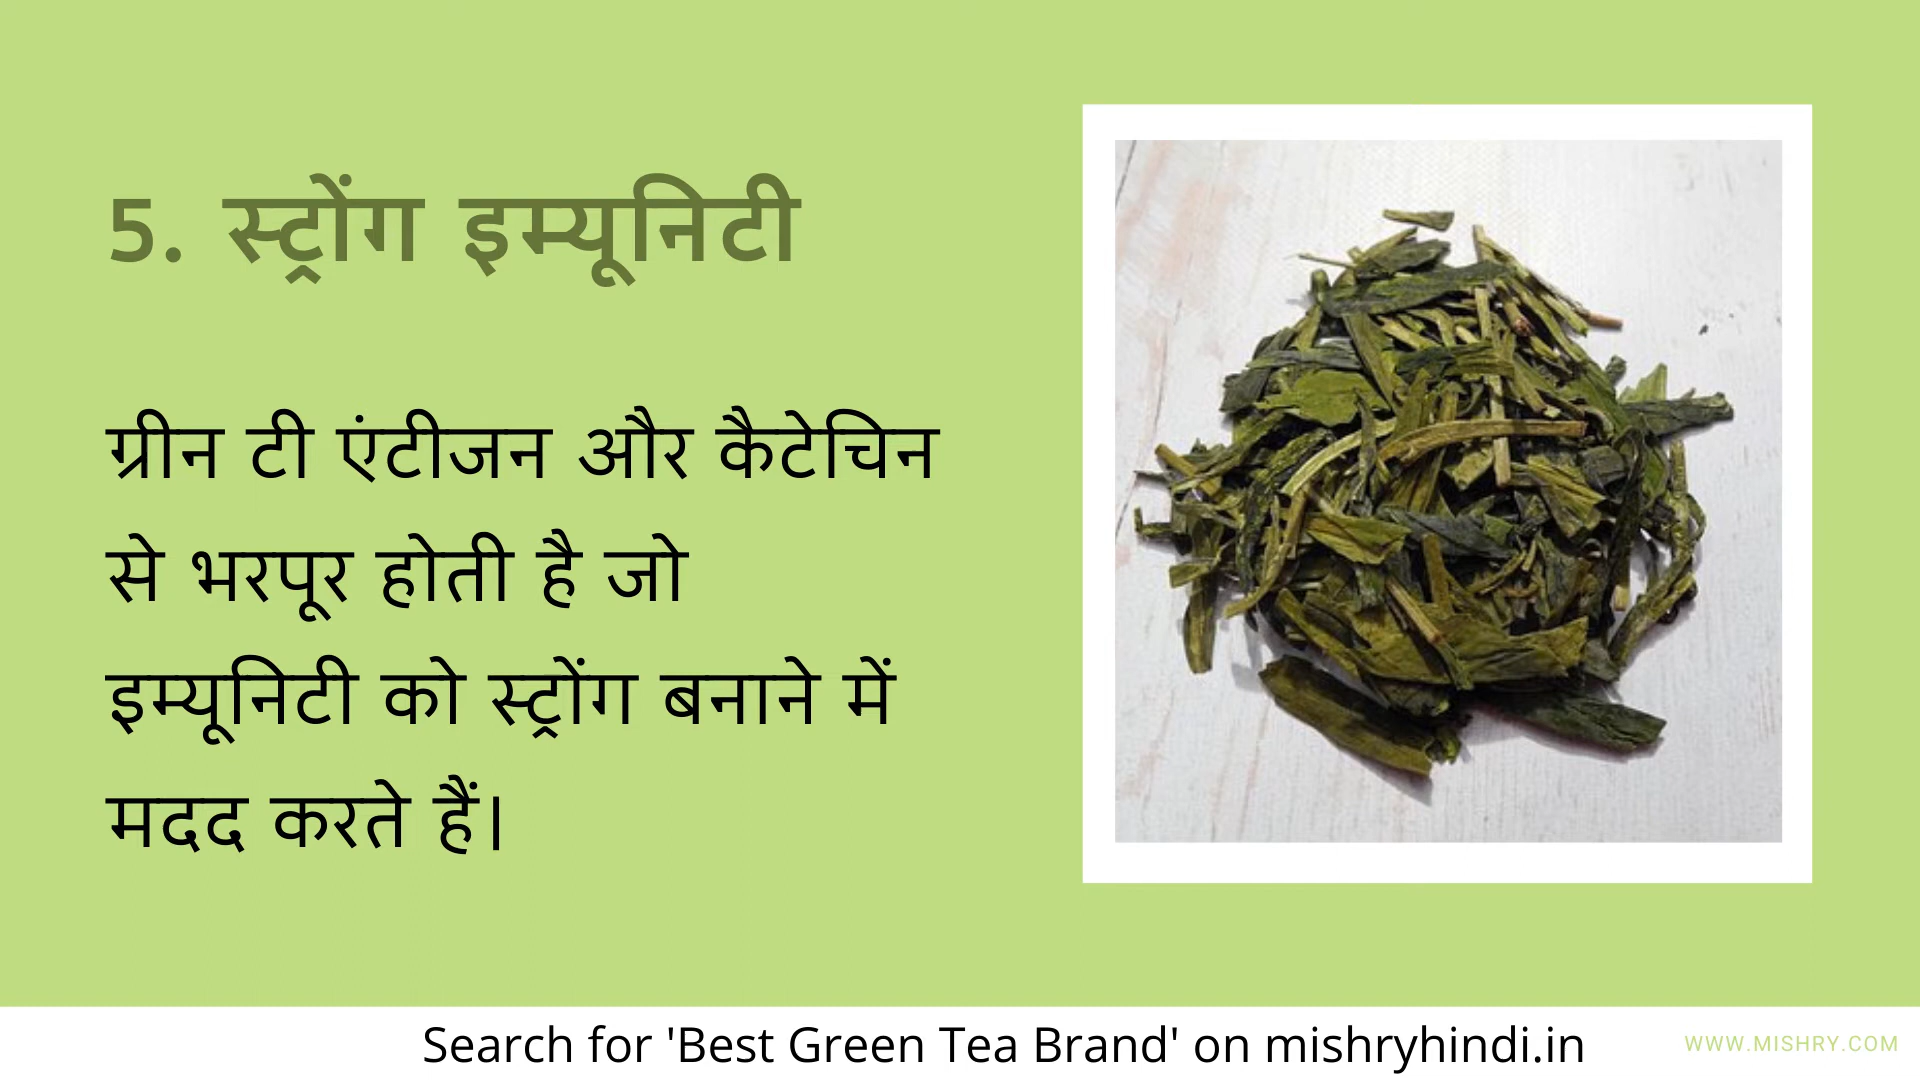 5. स्ट्रोंग इम्यूनिटी
ग्रीन टी एंटीजन और कैटेचिन
से भरपूर होती है जो
इम्यूनिटी को स्ट्रोंग बनाने में
मदद करते हैं।
Search for 'Best Green Tea Brand' on mishryhindi.in
WWW.MISHRY.COM